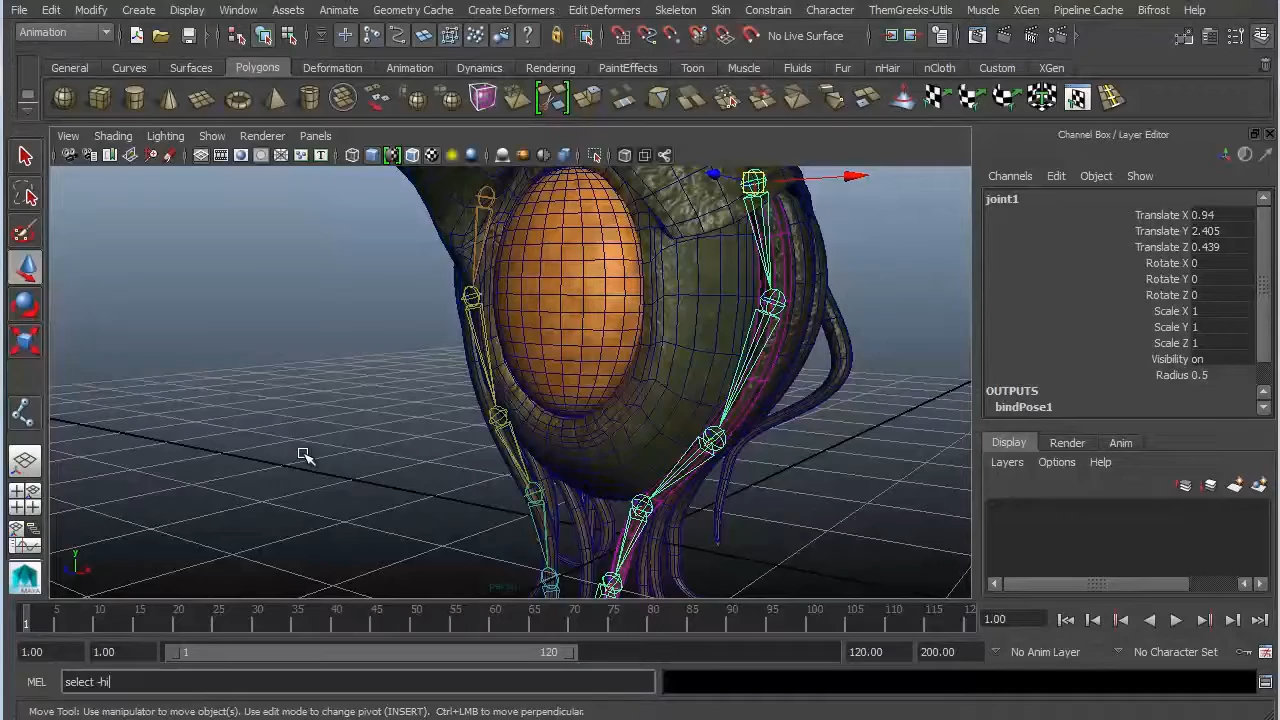 File Edit Modify Create Display Window Assets Animate Geometry Cache Create Deformers Edit Deformers Skeleton Skin Constrain Character ThemGreeks-Utils Muscle XGen Pipeline Cache Bifrost Help
Animation No Live Surface
General Curves Surfaces Polygons Deformation Animation Dynamics Rendering PaintEffects Toon Muscle Fluids Fur nHair nCloth Custom XGen
View Shading Lighting Show Renderer Panels
Channel Box / Layer Editor
Channels Edit Object Show
joint1
Translate X 0.94
Translate Y 2.405
Translate Z 0.439
Rotate X 0
Rotate Y 0
Rotate Z 0
Scale X 1
Scale Y 1
Scale Z 1
Visibility on
Radius 0.5
OUTPUTS
bindPose1
Display Render Anim
Layers Options Help
y
persp
MAYA
1 5 10 15 20 25 30 35 40 45 50 55 60 65 70 75 80 85 90 95 100 105 110 115 12
1.00
1.00 1.00 1 120 120.00 200.00 No Anim Layer No Character Set
MEL select -hi
Move Tool: Use manipulator to move object(s). Use edit mode to change pivot (INSERT). Ctrl+LMB to move perpendicular.